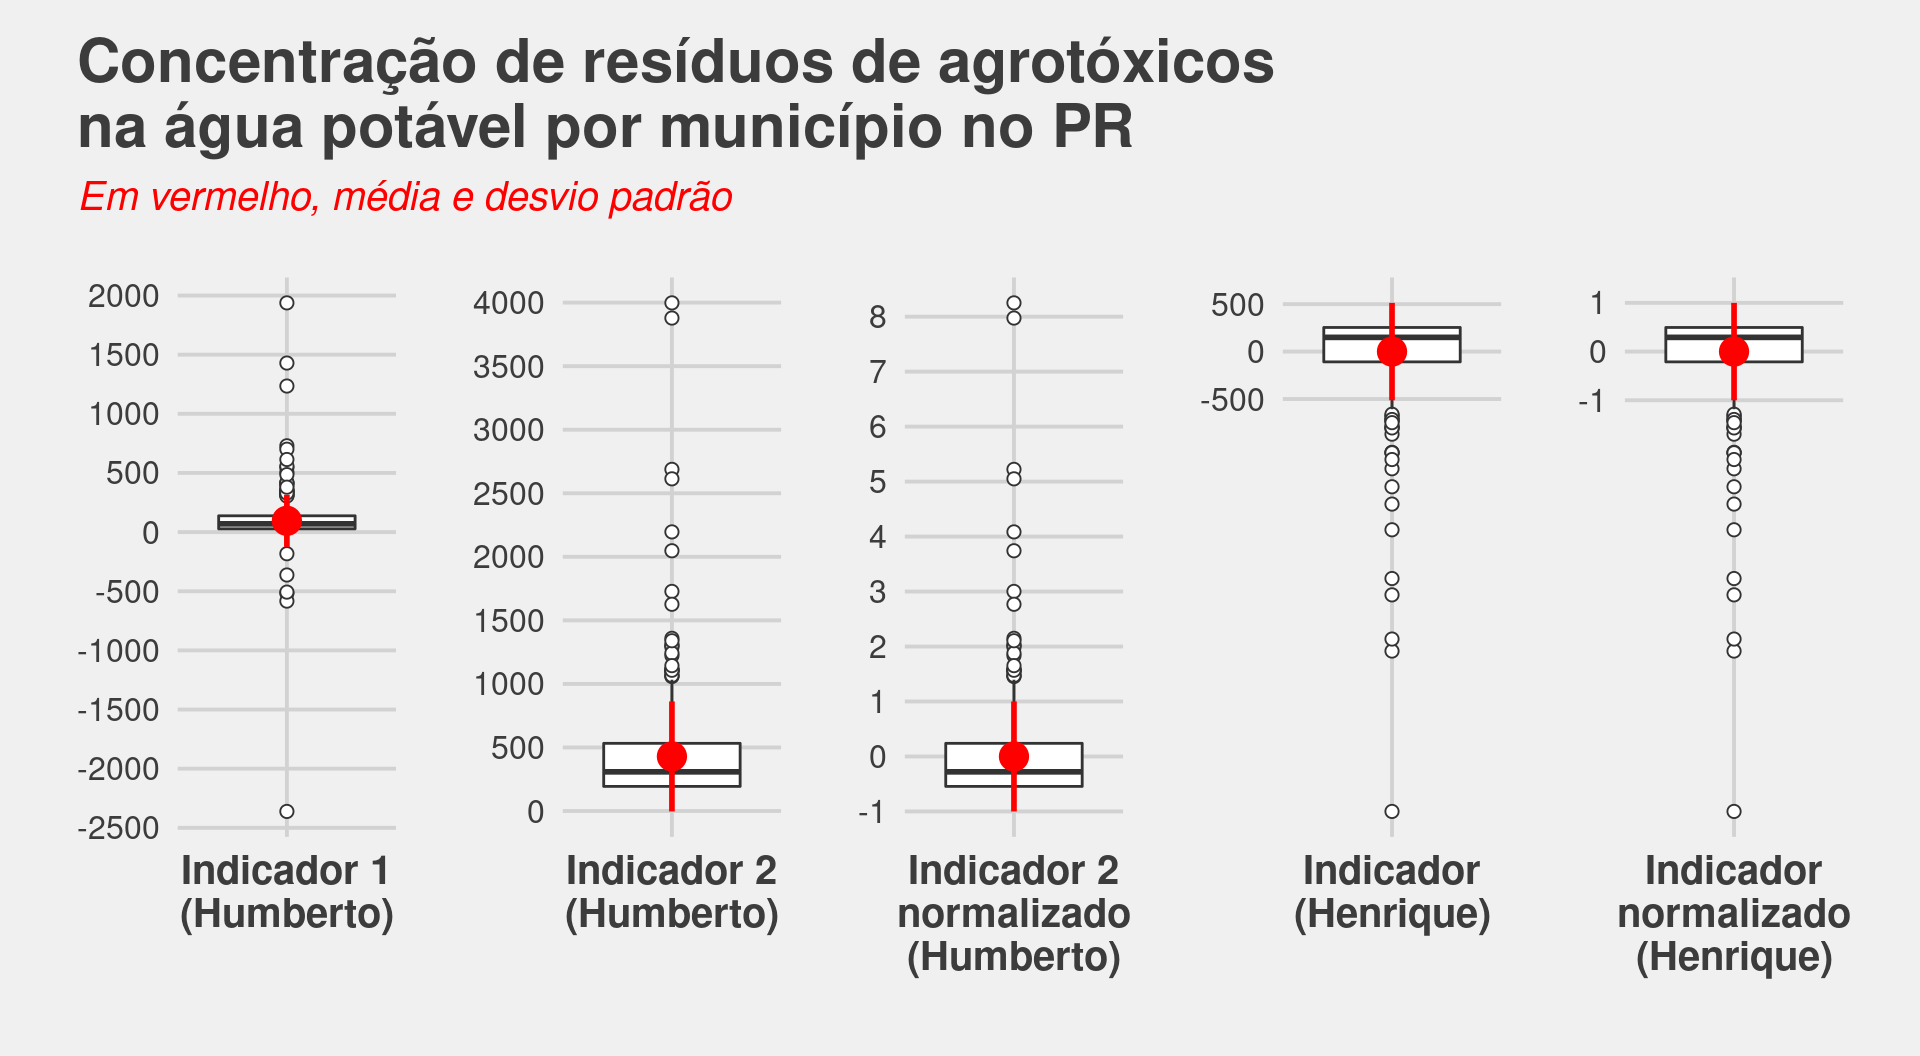 Concentração de resíduos de agrotóxicos
na água potável por município no PR
Em vermelho, média e desvio padrão
2000
1500
1000
500
0
-500
-1000
-1500
-2000
-2500
Indicador 1
(Humberto)
4000
3500
3000
2500
2000
1500
1000
500
0
Indicador 2
(Humberto)
8
7
6
5
4
3
2
1
0
-1
Indicador 2
normalizado
(Humberto)
500
0
-500
Indicador
(Henrique)
1
0
-1
Indicador
normalizado
(Henrique)